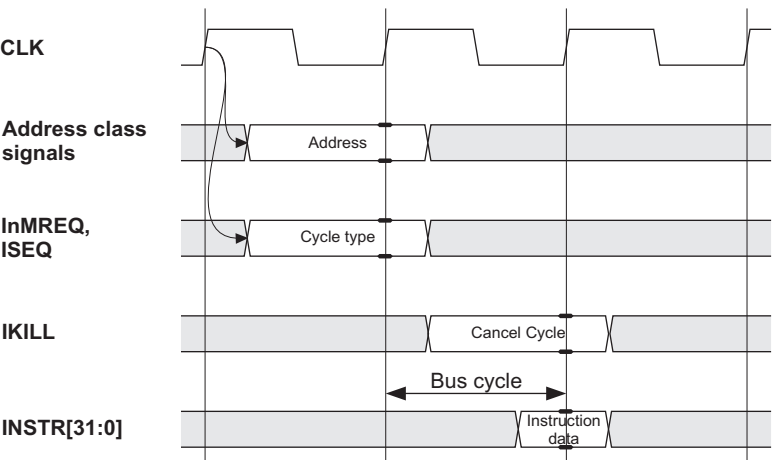 CLK
Address class
signals
Address
InMREQ,
ISEQ
Cycle type
IKILL
Cancel Cycle
Bus cycle
INSTR[31:0]
Instruction
data